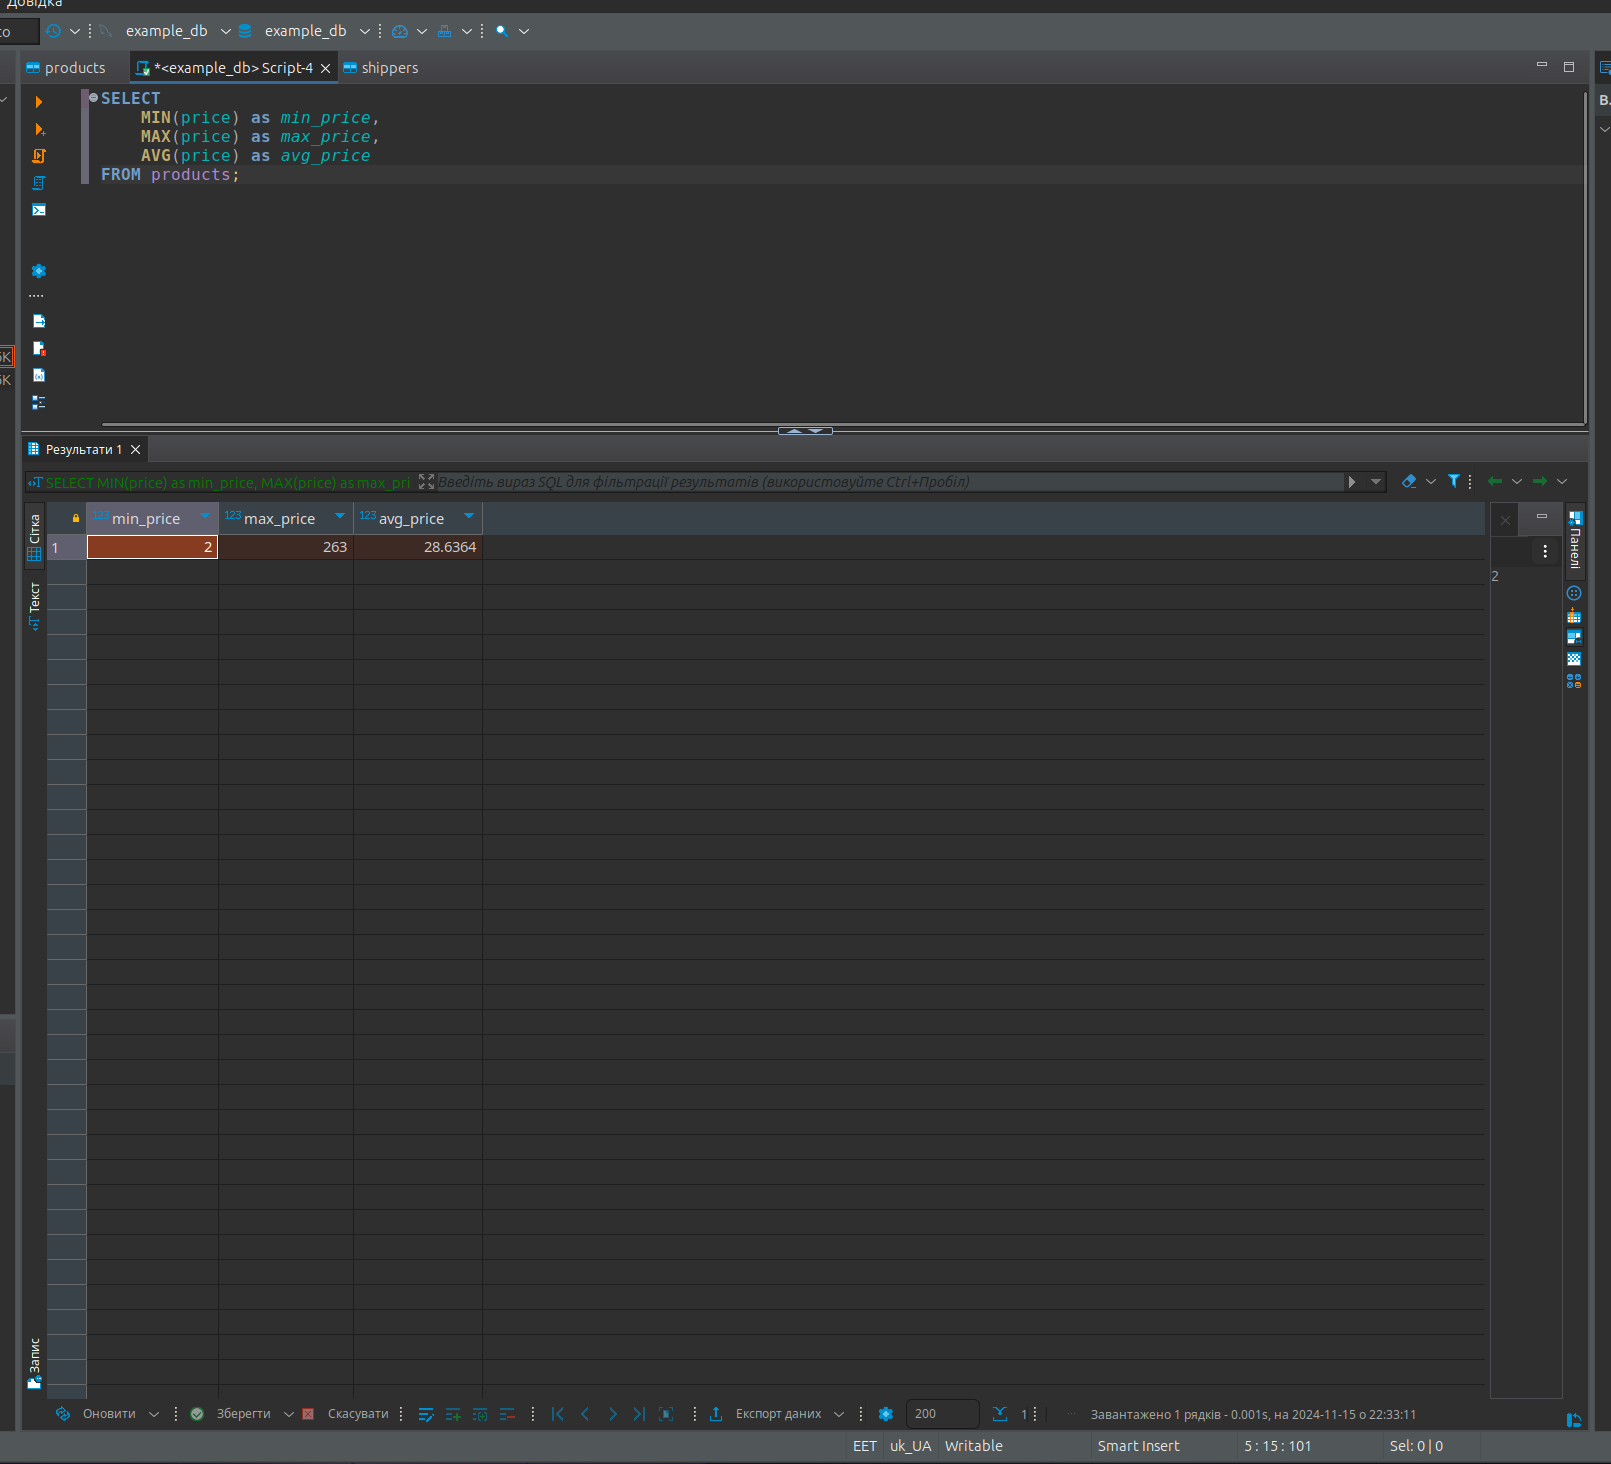 Довідка
example_db
example_db
products
*<example_db> Script-4
shippers
SELECT
MIN(price) as min_price,
MAX(price) as max_price,
AVG(price) as avg_price
FROM products;
Результати 1
SELECT MIN(price) as min_price, MAX(price) as max_pri
Введіть вираз SQL для фільтрації результатів (використовуйте Ctrl+Пробіл)
Сітка
Текст
Запис
123 min_price
123 max_price
123 avg_price
1
2
263
28.6364
2
Панелі
Оновити
Зберегти
Скасувати
Експорт даних
200
1
Завантажено 1 рядків - 0.001s, на 2024-11-15 о 22:33:11
EET
uk_UA
Writable
Smart Insert
5 : 15 : 101
Sel: 0 | 0